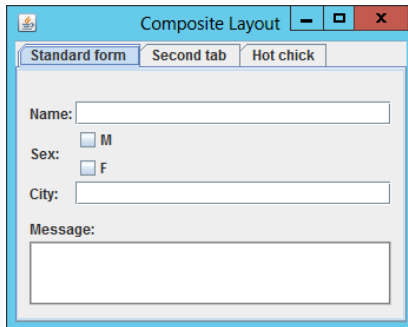 Composite Layout
Standard form Second tab Hot chick
Name:
M
Sex:
F
City:
Message: